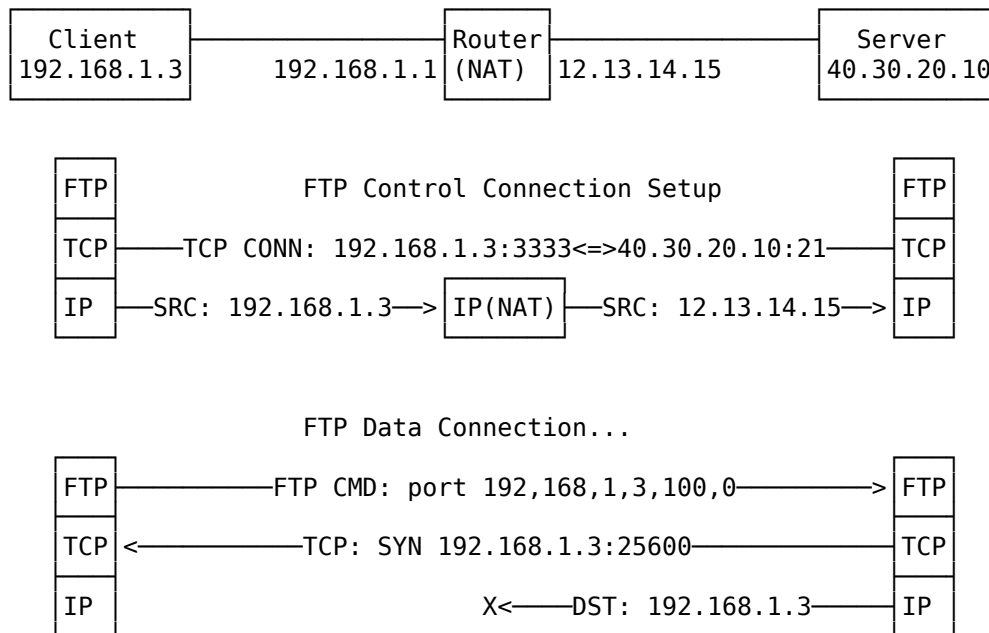 Client Router Server
192.168.1.3 192.168.1.1 (NAT) 12.13.14.15 40.30.20.10
FTP FTP Control Connection Setup FTP
TCP TCP CONN: 192.168.1.3:3333<=>40.30.20.10:21 TCP
IP SRC: 192.168.1.3 > IP(NAT) SRC: 12.13.14.15 > IP
FTP Data Connection...
FTP FTP CMD: port 192,168,1,3,100,0 > FTP
TCP < TCP: SYN 192.168.1.3:25600 TCP
IP X< DST: 192.168.1.3 IP